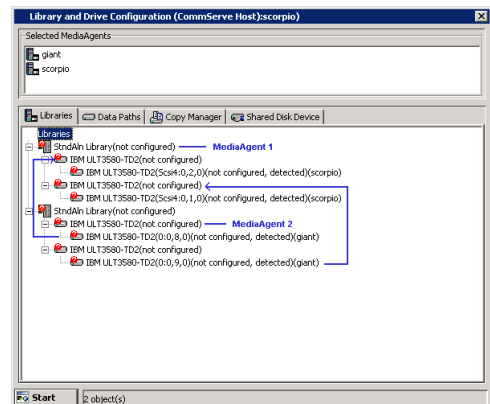 Library and Drive Configuration (CommServe Host):scorpio)
Selected MediaAgents
giant
scorpio
Libraries Data Paths Copy Manager Shared Disk Device
Libraries
StndAln Library(not configured) MediaAgent 1
IBM ULT3580-TD2(not configured)
IBM ULT3580-TD2(Scsi4:0,2,0)(not configured, detected)(scorpio)
IBM ULT3580-TD2(not configured)
IBM ULT3580-TD2(Scsi4:0,1,0)(not configured, detected)(scorpio)
StndAln Library(not configured)
IBM ULT3580-TD2(not configured) MediaAgent 2
IBM ULT3580-TD2(0:0,8,0)(not configured, detected)(giant)
IBM ULT3580-TD2(not configured)
IBM ULT3580-TD2(0:0,9,0)(not configured, detected)(giant)
Start 2 object(s)